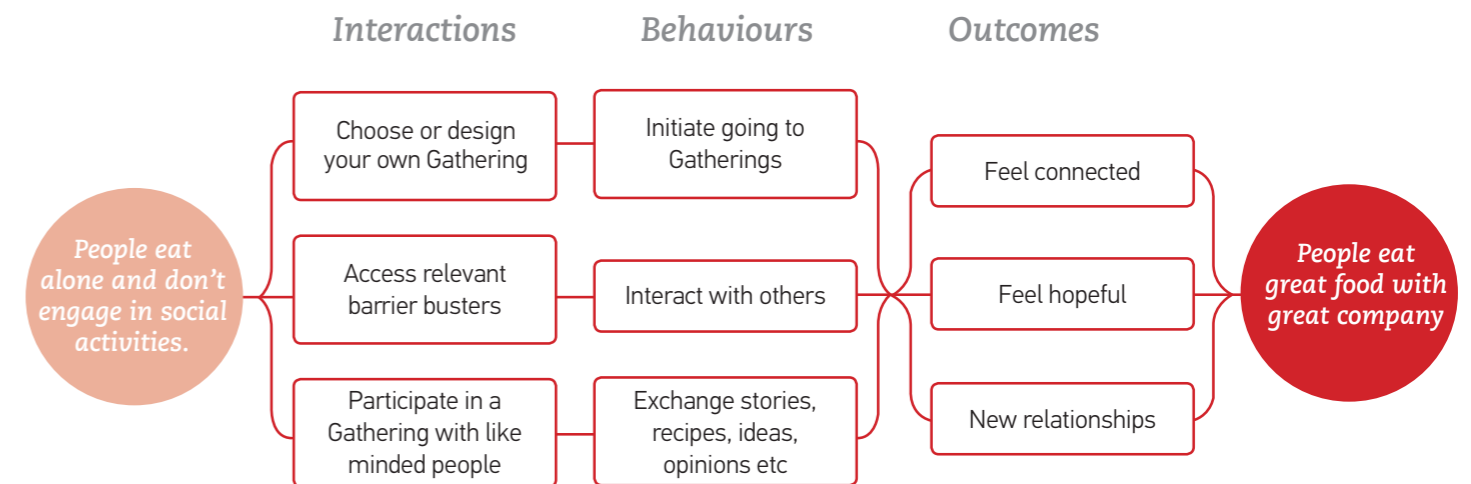 Interactions
Behaviours
Outcomes
People eat
alone and don't
engage in social
activities.
Choose or design
your own Gathering
Access relevant
barrier busters
Participate in a
Gathering with like
minded people
Initiate going to
Gatherings
Interact with others
Exchange stories,
recipes, ideas,
opinions etc
Feel connected
Feel hopeful
New relationships
People eat
great food with
great company